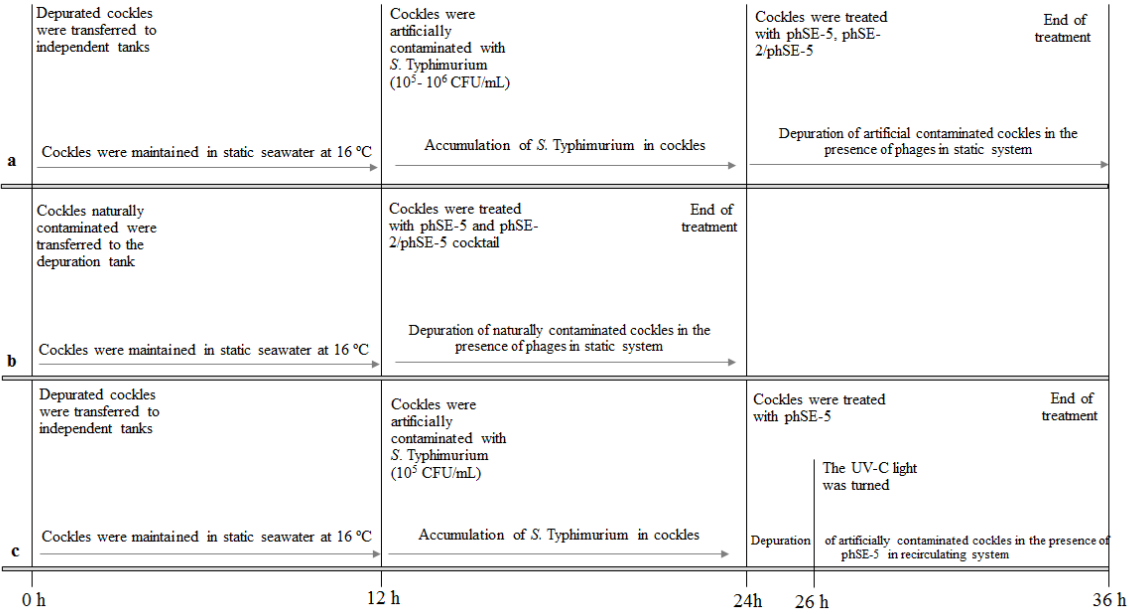 Depurated cockles
were transferred to
independent tanks
Cockles were
artificially
contaminated with
S. Typhimurium
(10⁵- 10⁶ CFU/mL)
Cockles were treated
with phSE-5, phSE-
2/phSE-5
End of
treatment
a
Cockles were maintained in static seawater at 16 ºC
Accumulation of S. Typhimurium in cockles
Depuration of artificial contaminated cockles in the
presence of phages in static system
Cockles naturally
contaminated were
transferred to the
depuration tank
Cockles were treated
with phSE-5 and phSE-
2/phSE-5 cocktail
End of
treatment
b
Cockles were maintained in static seawater at 16 ºC
Depuration of naturally contaminated cockles in the
presence of phages in static system
Depurated cockles
were transferred to
independent tanks
Cockles were
artificially
contaminated with
S. Typhimurium
(10⁵ CFU/mL)
Cockles were treated
with phSE-5
End of
treatment
The UV-C light
was turned
c
Cockles were maintained in static seawater at 16 ºC
Accumulation of S. Typhimurium in cockles
Depuration of artificially contaminated cockles in the presence of
phSE-5 in recirculating system
0 h
12 h
24h
26 h
36 h